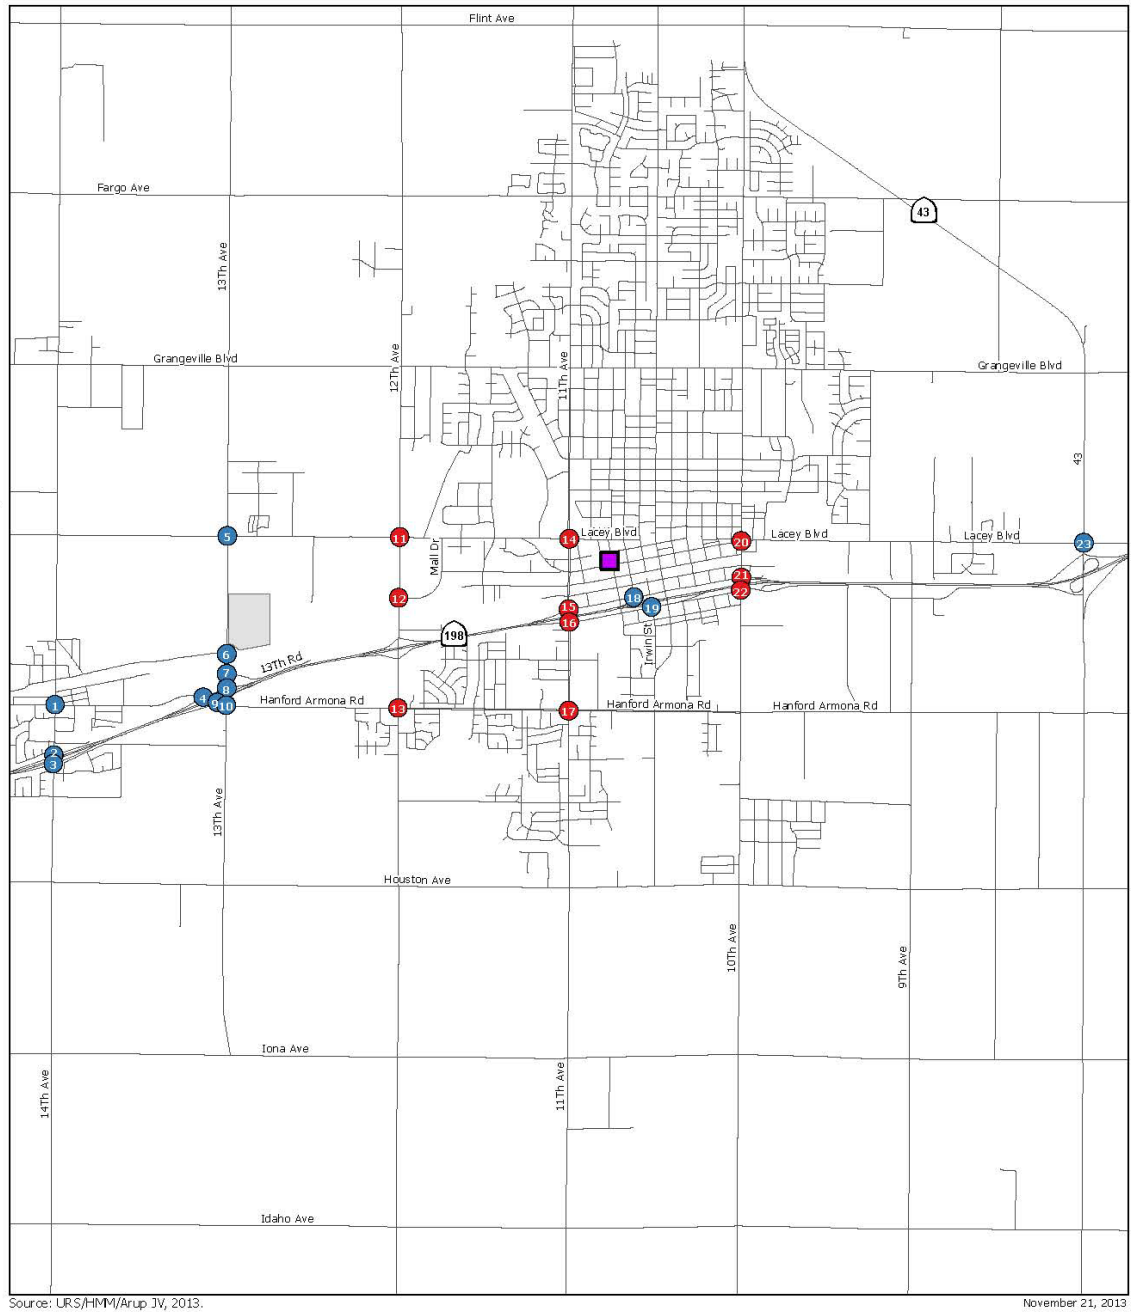 Flint Ave
Fargo Ave
43
13Th Ave
Grangeville Blvd
12Th Ave
11Th Ave
Grangeville Blvd
43
5
11
14
Lacey Blvd
20
Lacey Blvd
Lacey Blvd
23
Mall Dr
12
21
22
18
19
15
16
198
Irwin St
6
13Th Rd
7
8
4
9
10
1
Hanford Armona Rd
13
17
Hanford Armona Rd
Hanford Armona Rd
2
3
13Th Ave
Houston Ave
10Th Ave
9Th Ave
Iona Ave
14Th Ave
11Th Ave
Idaho Ave
Source: URS/HMM/Arup JV, 2013.
November 21, 2013